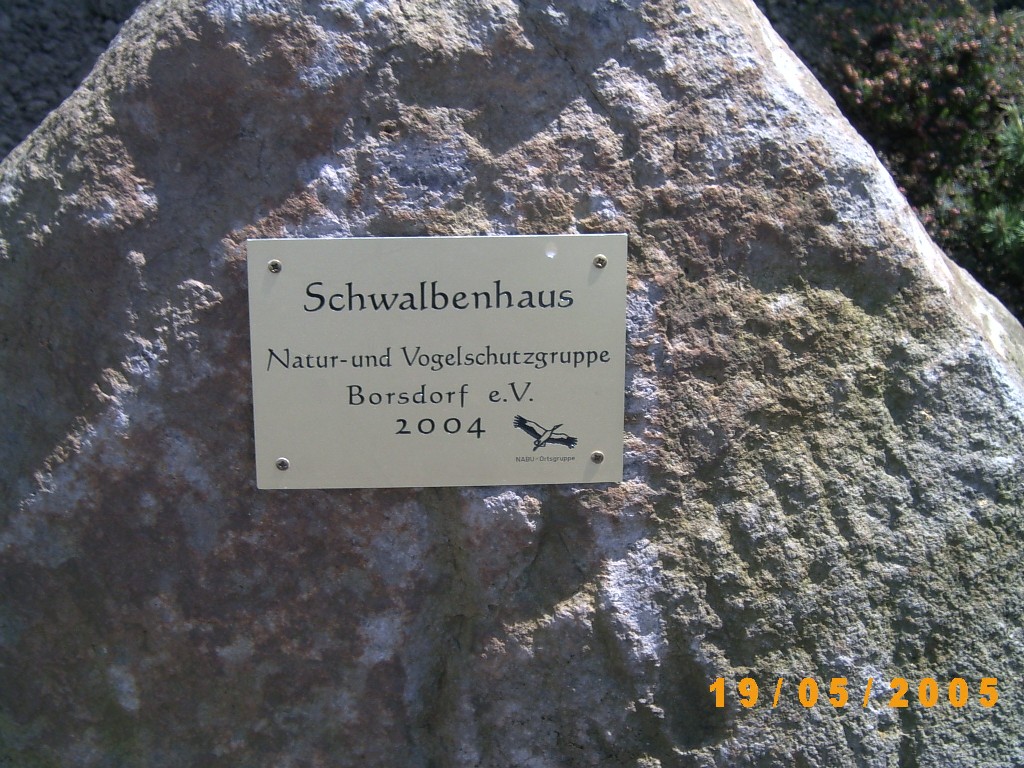 Schwalbenhaus
Natur-und Vogelschutzgruppe
Borsdorf e.V.
2004
NABU-Ortsgruppe
19/05/2005